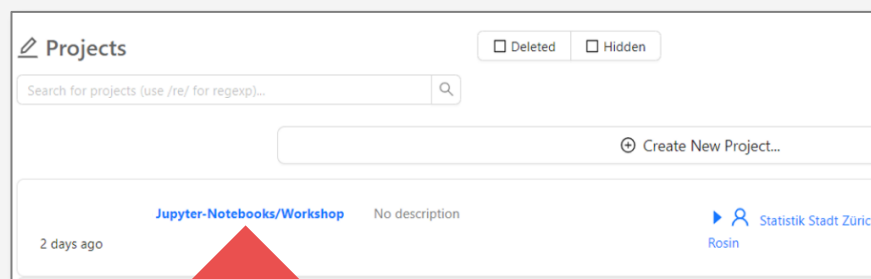 Projects
Deleted Hidden
Search for projects (use /re/ for regexp)...
Create New Project...
Jupyter-Notebooks/Workshop No description
2 days ago
Statistik Stadt Züric
Rosin